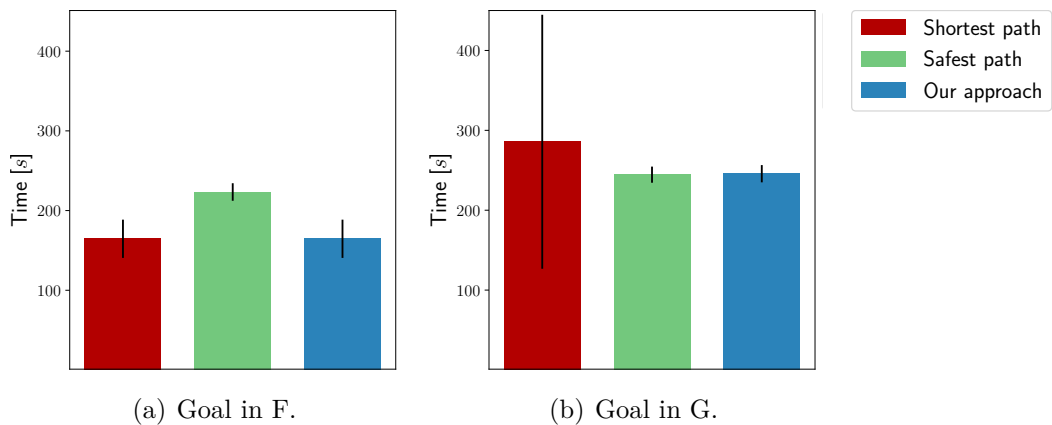 400
300
200
100
Time [s]
(a) Goal in F.
400
300
200
100
Time [s]
(b) Goal in G.
Shortest path
Safest path
Our approach